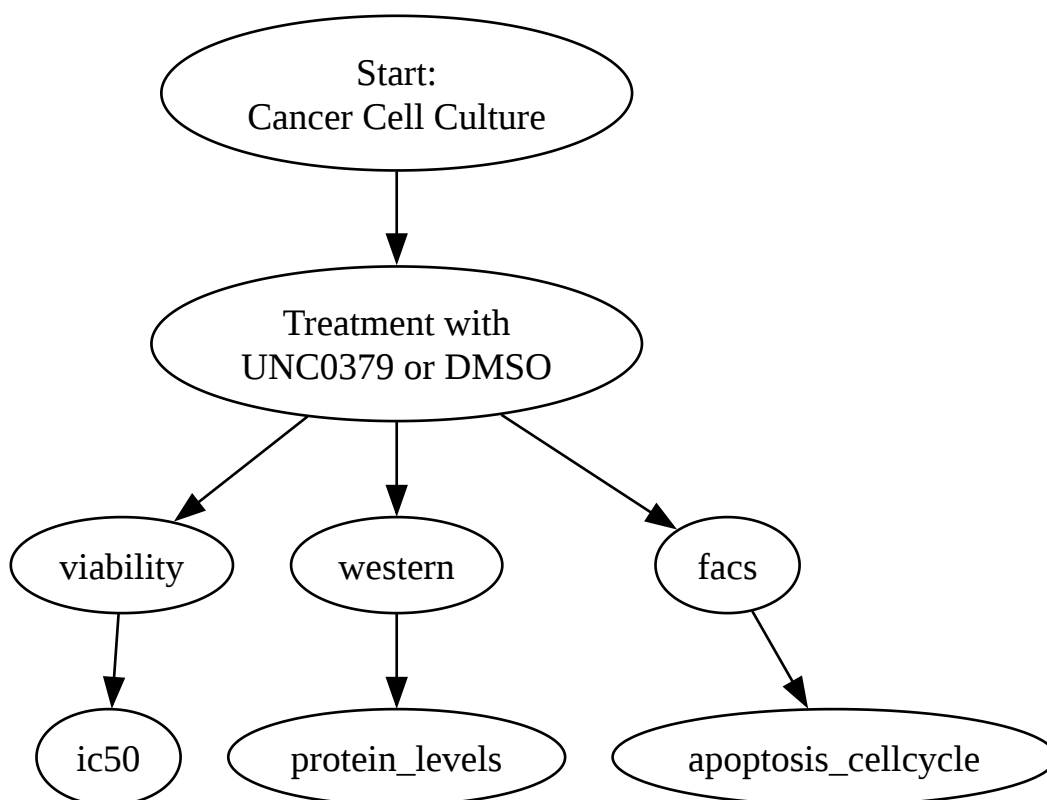 Start:
Cancer Cell Culture
Treatment with
UNC0379 or DMSO
viability
western
facs
ic50
protein_levels
apoptosis_cellcycle